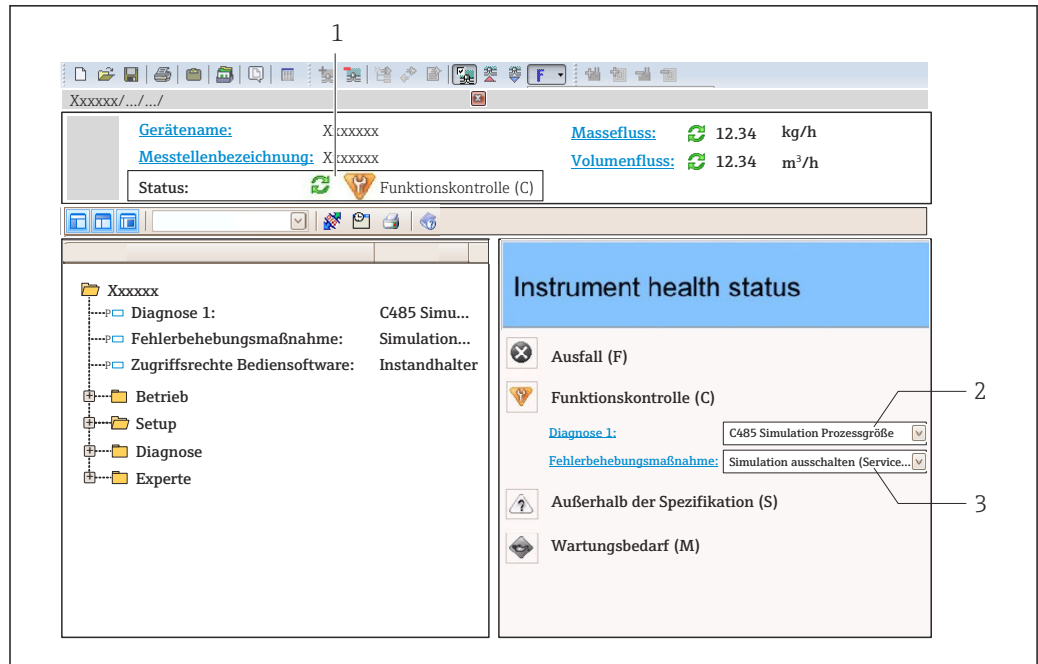 1
F
Xxxxxx/.../.../
Gerätename: Xxxxxxx Massefluss: 12.34 kg/h
Messstellenbezeichnung: Xxxxxxx Volumenfluss: 12.34 m³/h
Status: Funktionskontrolle (C)
Xxxxxx
P Diagnose 1: C485 Simu...
P Fehlerbehebungsmaßnahme: Simulation...
P Zugriffsrechte Bediensoftware: Instandhalter
Betrieb
Setup
Diagnose
Experte
Instrument health status
Ausfall (F)
Funktionskontrolle (C)
2
Diagnose 1: C485 Simulation Prozessgröße
Fehlerbehebungsmaßnahme: Simulation ausschalten (Service...
Außerhalb der Spezifikation (S)
3
Wartungsbedarf (M)